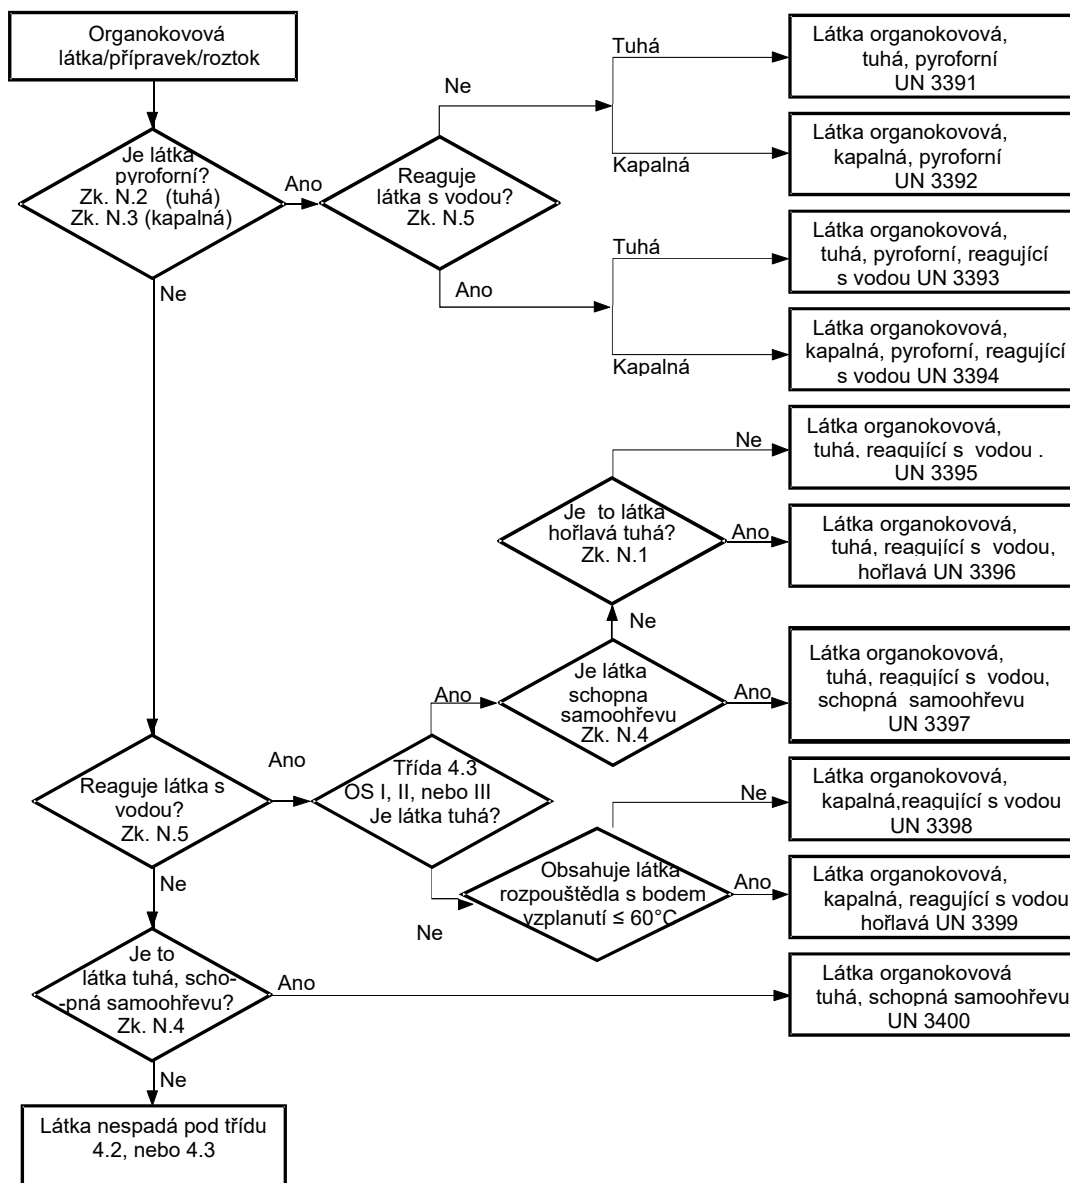 Organokovová
látka/přípravek/roztok
Je látka
pyroforní?
Zk. N.2 (tuhá)
Zk. N.3 (kapalná)
Ano
Ne
Reaguje
látka s vodou?
Zk. N.5
Ne
Ano
Tuhá
Kapalná
Tuhá
Kapalná
Látka organokovová,
tuhá, pyroforní
UN 3391
Látka organokovová,
kapalná, pyroforní
UN 3392
Látka organokovová,
tuhá, pyroforní, reagující
s vodou UN 3393
Látka organokovová,
kapalná, pyroforní, reagující
s vodou UN 3394
Látka organokovová,
tuhá, reagující s vodou .
UN 3395
Ne
Je to látka
hořlavá tuhá?
Zk. N.1
Ano
Látka organokovová,
tuhá, reagující s vodou,
hořlavá UN 3396
Ne
Je látka
schopna
samoohřevu
Zk. N.4
Ano
Ano
Látka organokovová,
tuhá, reagující s vodou,
schopná samoohřevu
UN 3397
Reaguje látka s
vodou?
Zk. N.5
Ano
Ne
Třída 4.3
OS I, II, nebo III
Je látka tuhá?
Ne
Ne
Látka organokovová,
kapalná,reagující s vodou
UN 3398
Obsahuje látka
rozpouštědla s bodem
vzplanutí ≤ 60°C
Ano
Látka organokovová,
kapalná, reagující s vodou
hořlavá UN 3399
Je to
látka tuhá, scho-
-pná samoohřevu?
Zk. N.4
Ano
Látka organokovová
tuhá, schopná samoohřevu
UN 3400
Ne
Látka nespadá pod třídu
4.2, nebo 4.3